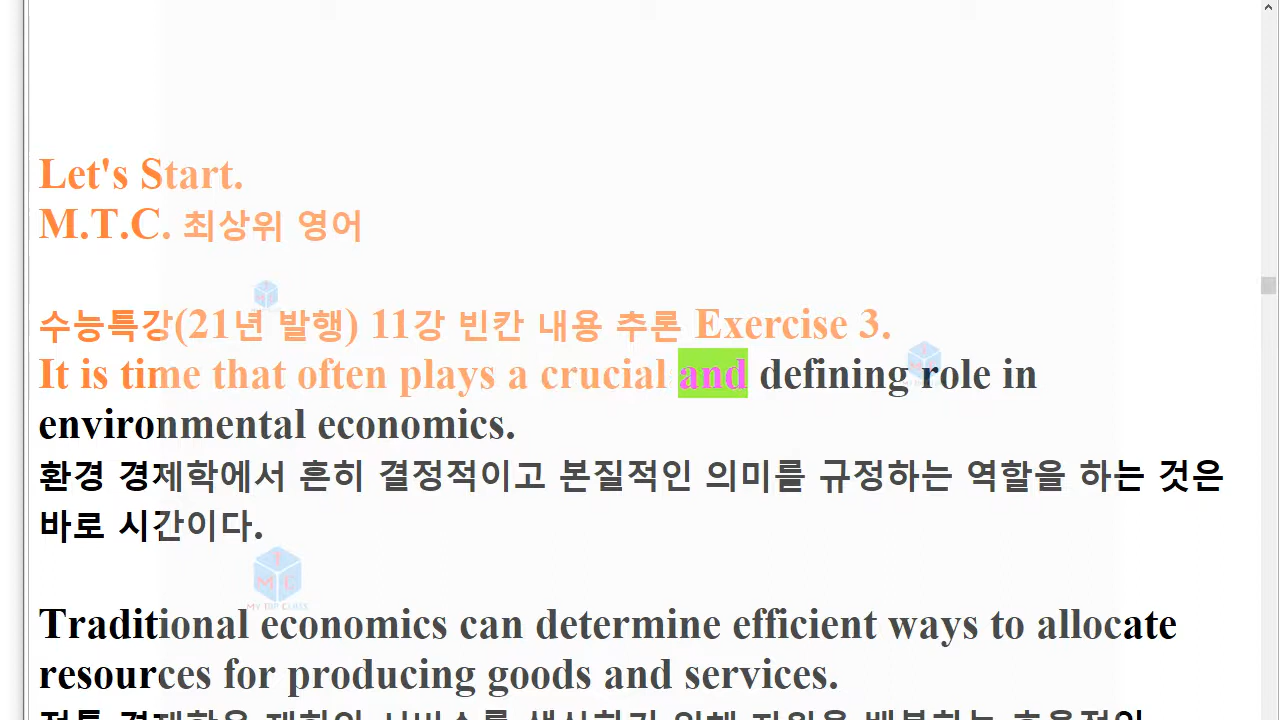 Let's Start.
M.T.C. 최상위 영어
수능특강(21년 발행) 11강 빈칸 내용 추론 Exercise 3.
It is time that often plays a crucial and defining role in
environmental economics.
환경 경제학에서 흔히 결정적이고 본질적인 의미를 규정하는 역할을 하는 것은
바로 시간이다.
MY TOP CLASS
Traditional economics can determine efficient ways to allocate
resources for producing goods and services.